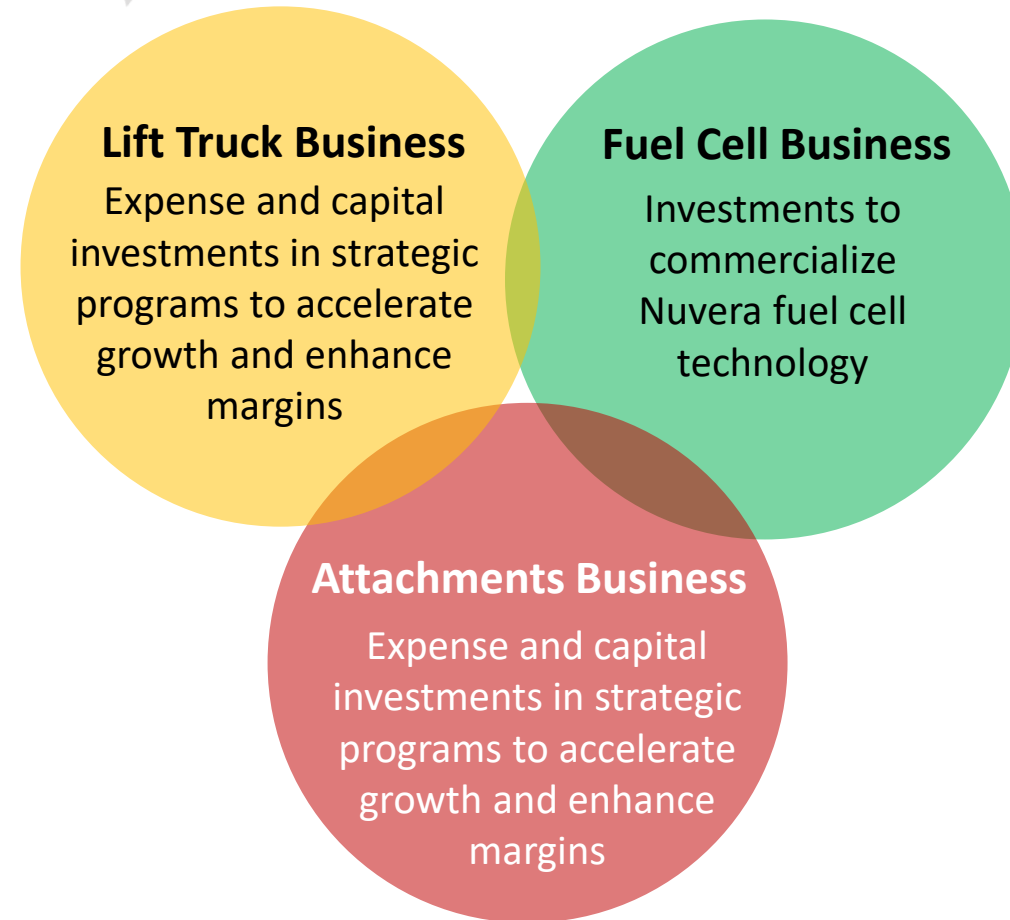 Lift Truck Business
Expense and capital
investments in strategic
programs to accelerate
growth and enhance
margins
Fuel Cell Business
Investments to
commercialize
Nuvera fuel cell
technology
Attachments Business
Expense and capital
investments in strategic
programs to accelerate
growth and enhance
margins